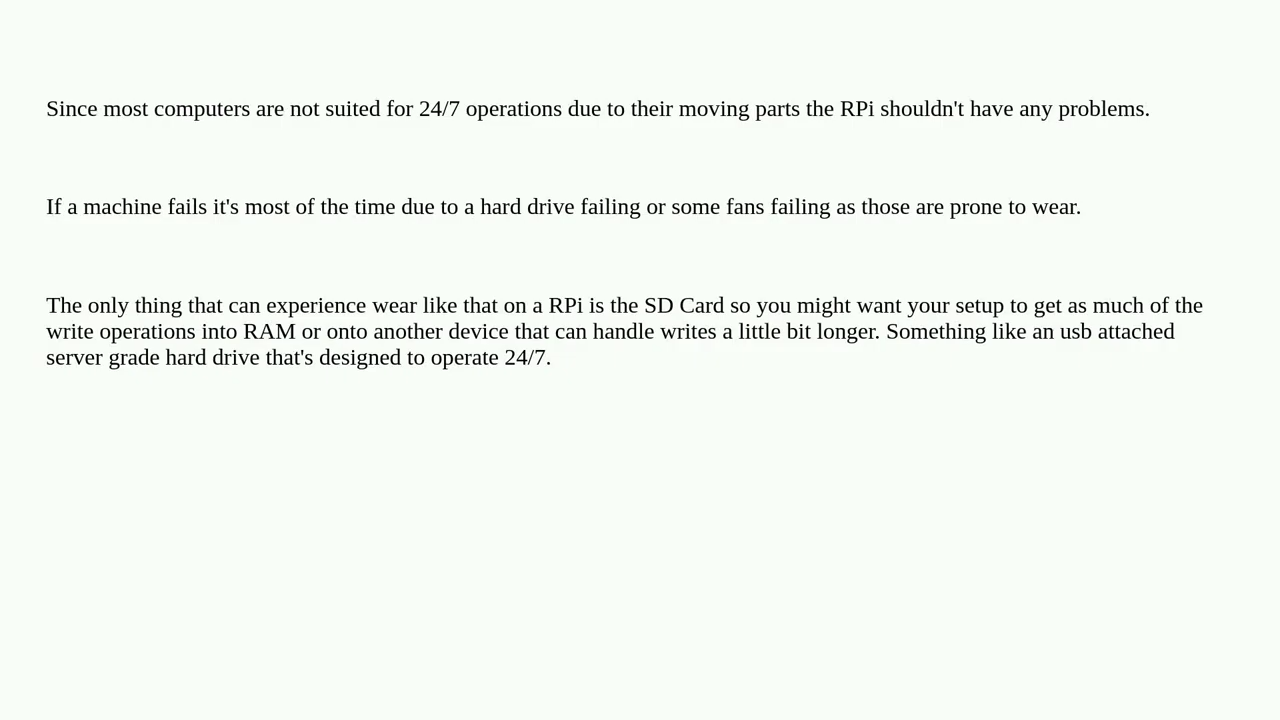 Since most computers are not suited for 24/7 operations due to their moving parts the RPi shouldn't have any problems.
If a machine fails it's most of the time due to a hard drive failing or some fans failing as those are prone to wear.
The only thing that can experience wear like that on a RPi is the SD Card so you might want your setup to get as much of the
write operations into RAM or onto another device that can handle writes a little bit longer. Something like an usb attached
server grade hard drive that's designed to operate 24/7.